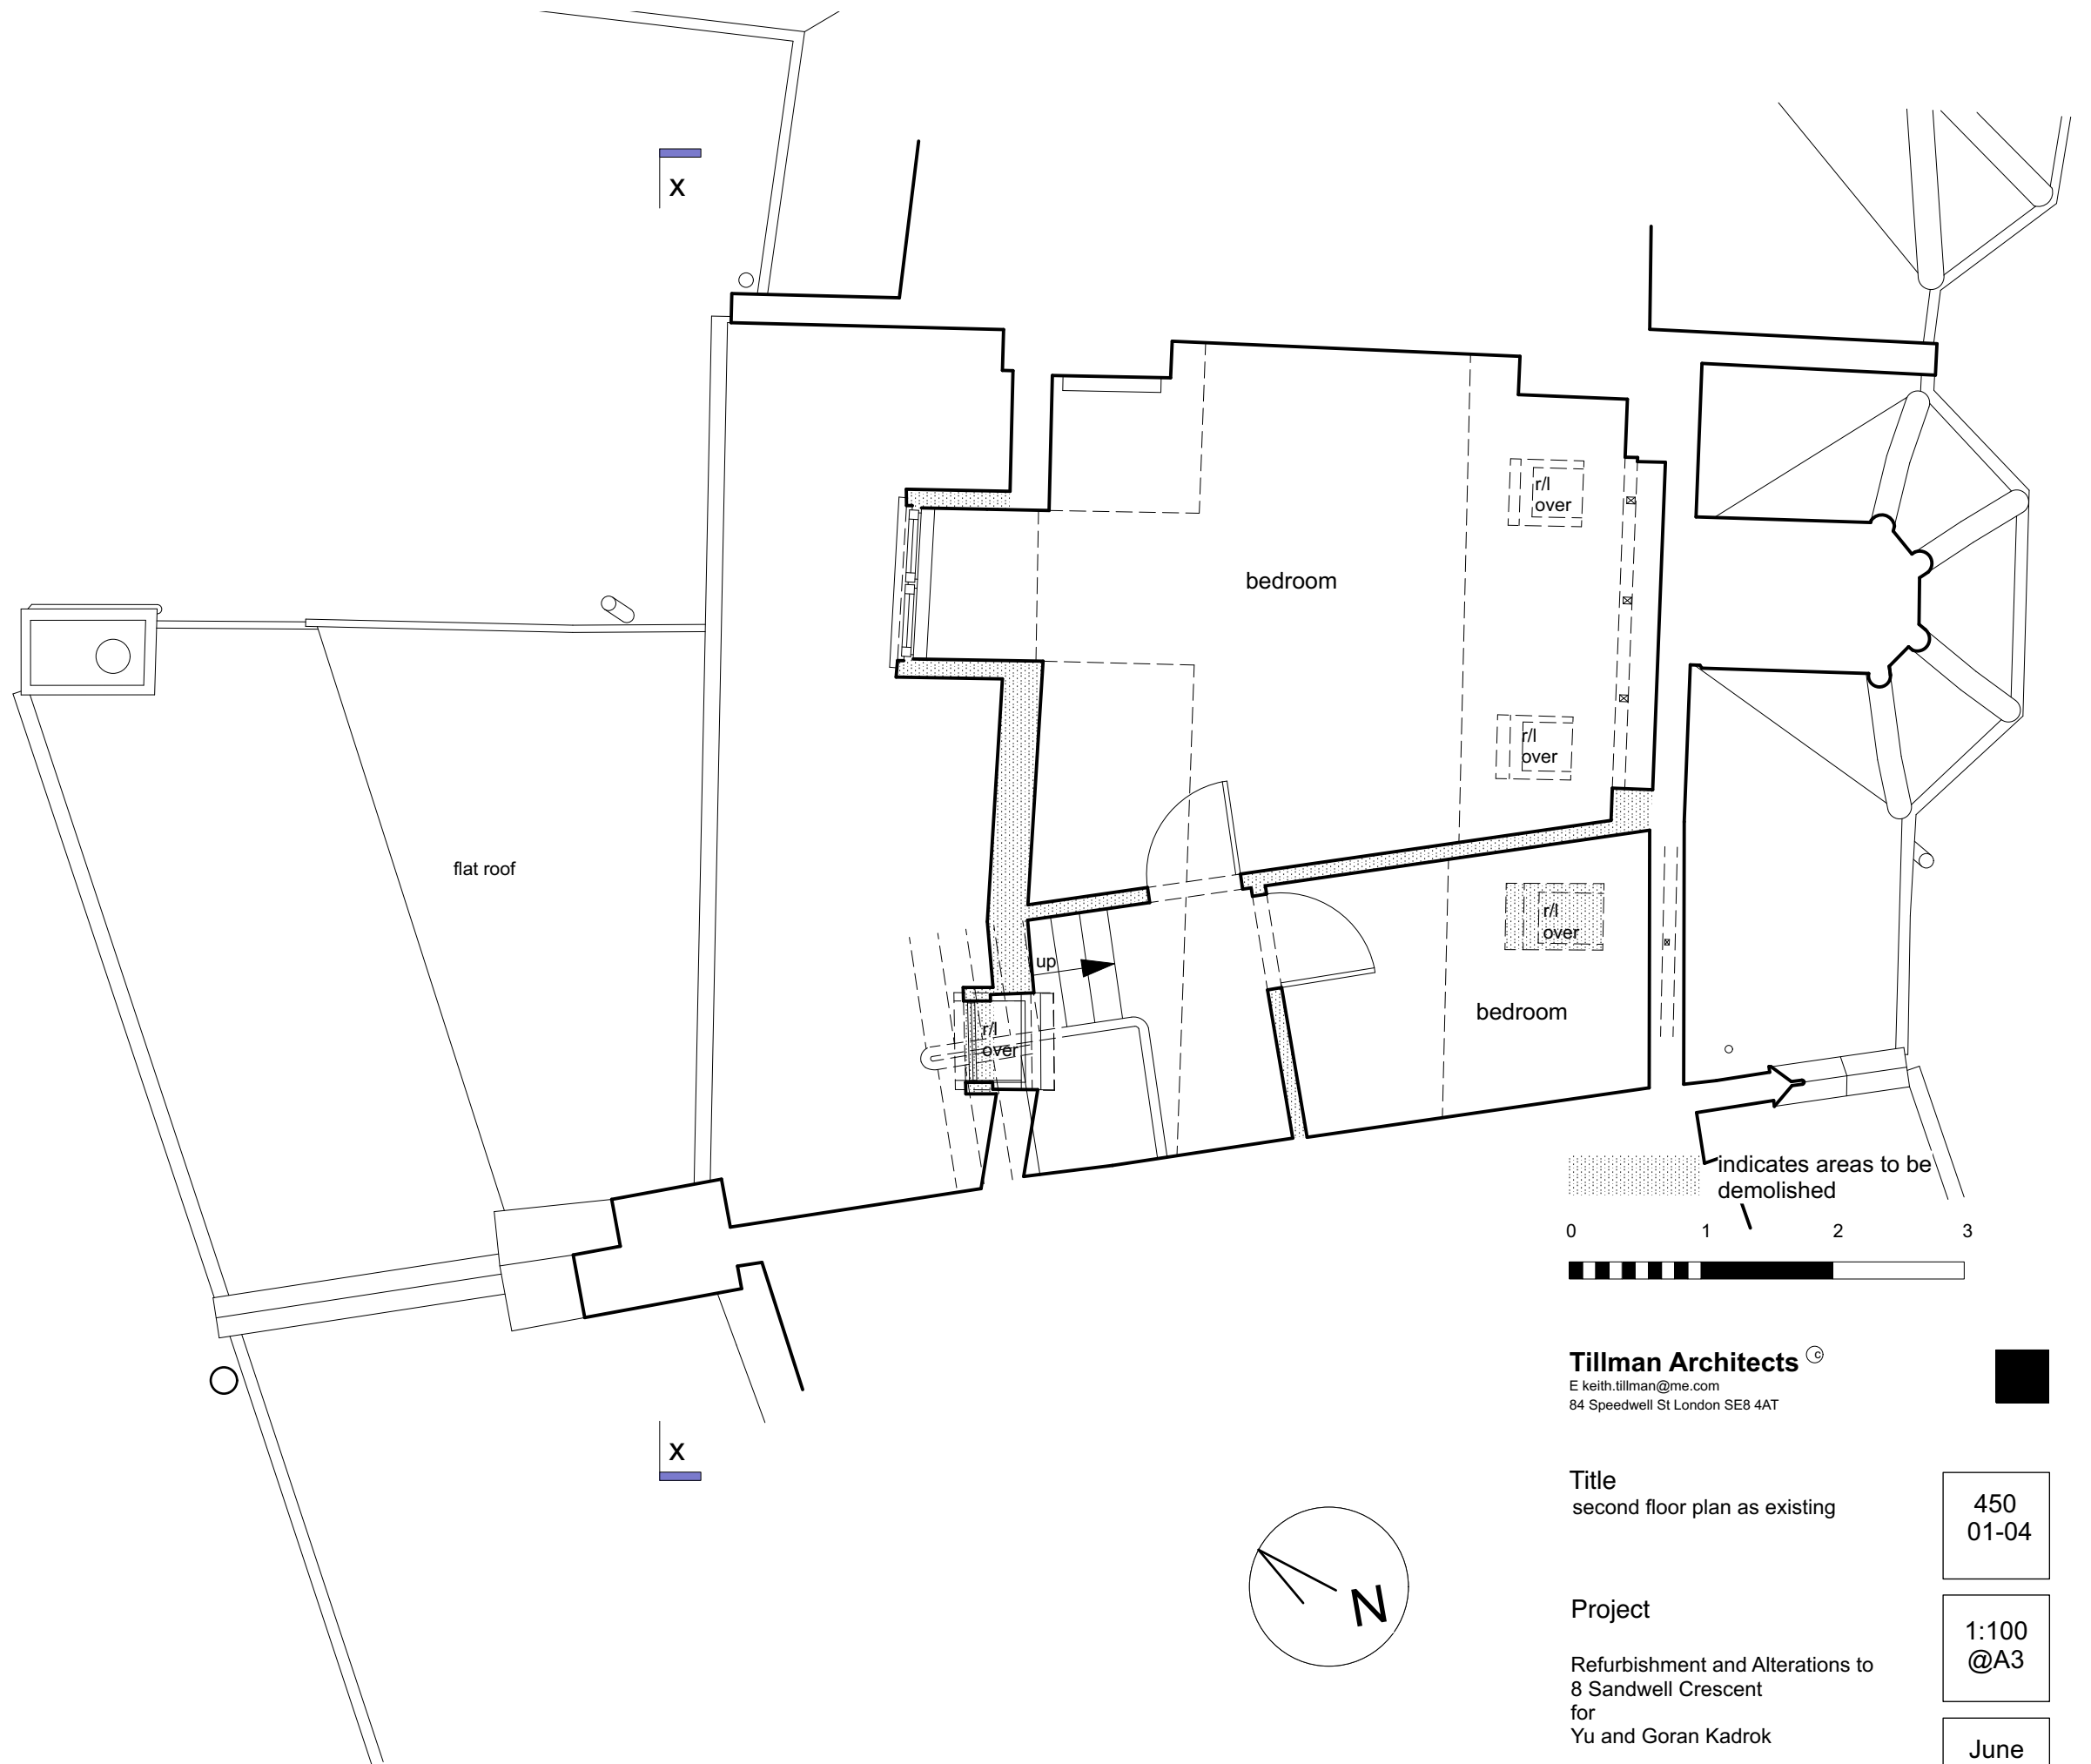 x
r/l
over
bedroom
r/l
over
flat roof
r/l
over
up
bedroom
r/l
over
indicates areas to be
demolished
0 1 2 3
Tillman Architects c
E keith.tillman@me.com
84 Speedwell St London SE8 4AT
x
Title
second floor plan as existing
450
01-04
N
Project
1:100
@A3
Refurbishment and Alterations to
8 Sandwell Crescent
for
Yu and Goran Kadrok
June